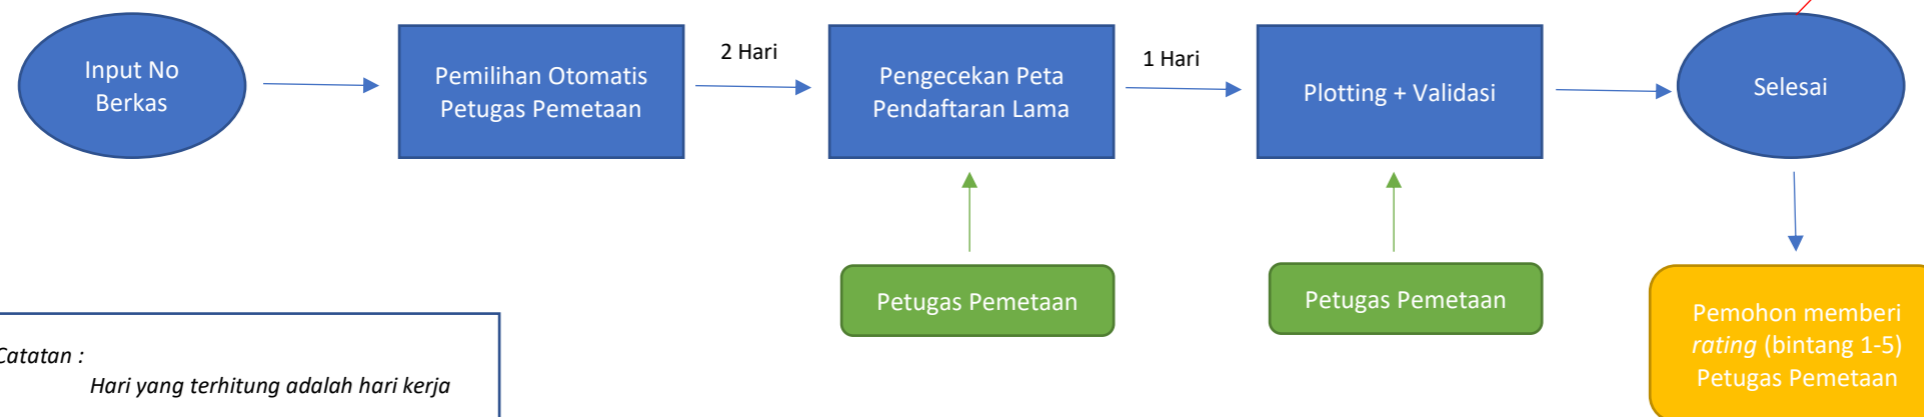 Input No
Berkas
Pemilihan Otomatis
Petugas Pemetaan
2 Hari
Pengecekan Peta
Pendaftaran Lama
1 Hari
Plotting + Validasi
Selesai
Petugas Pemetaan
Petugas Pemetaan
Pemohon memberi
rating (bintang 1-5)
Petugas Pemetaan
Catatan :
Hari yang terhitung adalah hari kerja